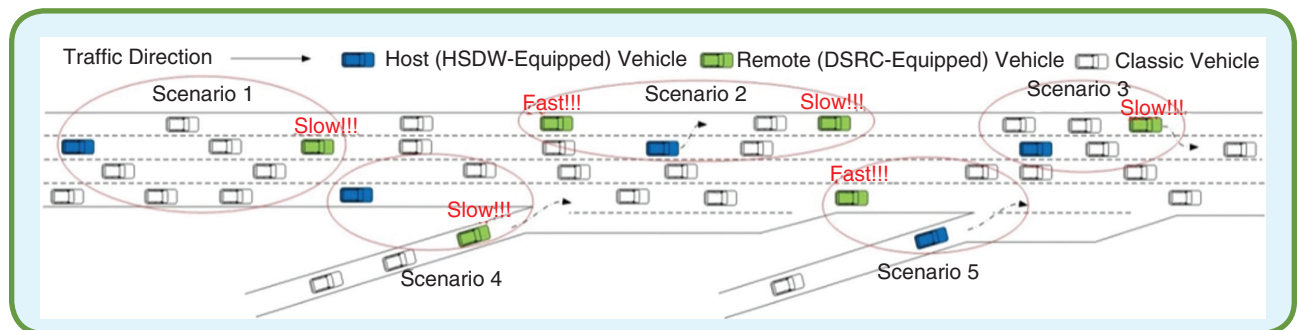 Traffic Direction Host (HSDW-Equipped) Vehicle Remote (DSRC-Equipped) Vehicle Classic Vehicle
Scenario 1
Slow!!!
Fast!!!
Scenario 2
Slow!!!
Scenario 3
Slow!!!
Slow!!!
Scenario 4
Fast!!!
Scenario 5